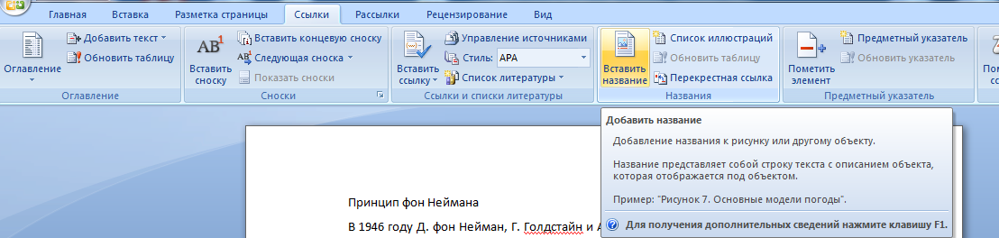 Главная Вставка Разметка страницы Ссылки Рассылки Рецензирование Вид
Оглавление
Добавить текст
Обновить таблицу
Оглавление
AB1
Вставить сноску
Вставить концевую сноску
AB1 Следующая сноска
Показать сноски
Сноски
Вставить ссылку
Управление источниками
Стиль: APA
Список литературы
Ссылки и списки литературы
Вставить название
Список иллюстраций
Обновить таблицу
Перекрестная ссылка
Названия
Пометить элемент
Предметный указатель
Обновить указатель
Предметный указатель
Добавить название
Добавление названия к рисунку или другому объекту.
Название представляет собой строку текста с описанием объекта,
которая отображается под объектом.
Пример: "Рисунок 7. Основные модели погоды".
Для получения дополнительных сведений нажмите клавишу F1.
Принцип фон Неймана
В 1946 году Д. фон Нейман, Г. Голдстайн и